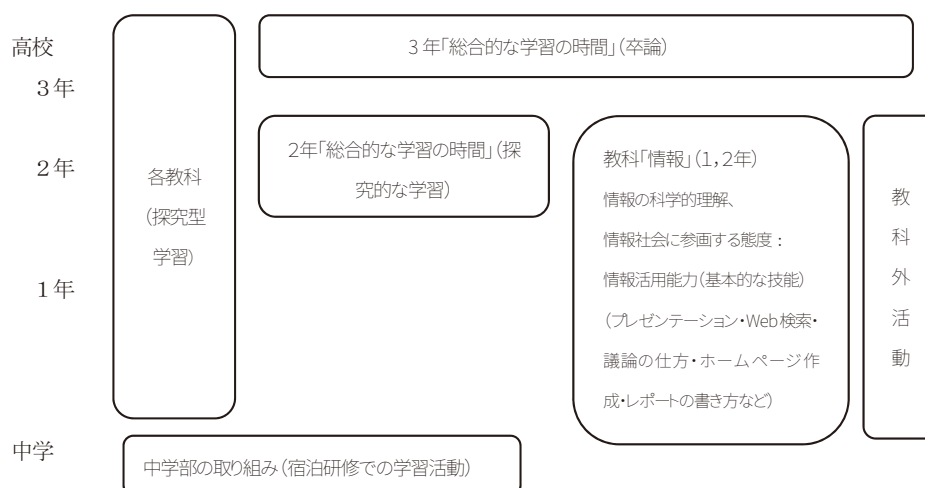 高校
3年
2年
1年
中学
各教科
(探究型
学習)
3年「総合的な学習の時間」(卒論)
2年「総合的な学習の時間」(探
究的な学習)
教科「情報」(1,2年)
情報の科学的理解、
情報社会に参画する態度:
情報活用能力(基本的な技能)
(プレゼンテーション・Web検索・
議論の仕方・ホームページ作
成・レポートの書き方など)
教
科
外
活
動
中学部の取り組み(宿泊研修での学習活動)